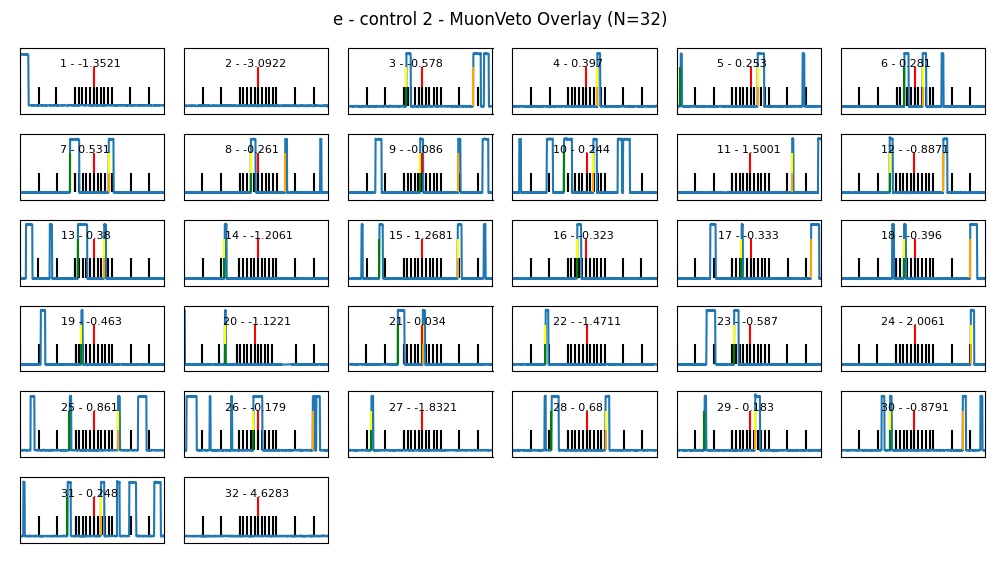 e - control 2 - MuonVeto Overlay (N=32)
1 - -1.3521
2 - -3.0922
3 - -0.578
4 - 0.397
5 - 0.253
6 - 0.281
7 - 0.531
8 - -0.261
9 - -0.086
10 - 0.244
11 - 1.5001
12 - -0.8871
13 - 0.38
14 - -1.2061
15 - 1.2681
16 - -0.323
17 - -0.333
18 - -0.396
19 - -0.463
20 - -1.1221
21 - 0.034
22 - -1.4711
23 - -0.587
24 - 2.0061
25 - 0.861
26 - -0.179
27 - -1.8321
28 - 0.68
29 - 0.183
30 - -0.8791
31 - 0.248
32 - 4.6283